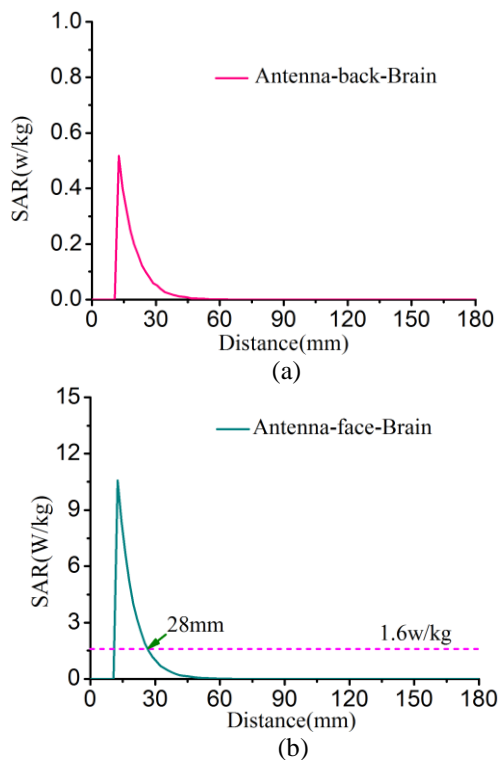 1.0
0.8
0.6
0.4
0.2
0.0
SAR(w/kg)
Antenna-back-Brain
0 30 60 90 120 150 180
Distance(mm)
(a)
15
12
9
6
3
0
SAR(W/kg)
Antenna-face-Brain
28mm
1.6w/kg
0 30 60 90 120 150 180
Distance(mm)
(b)